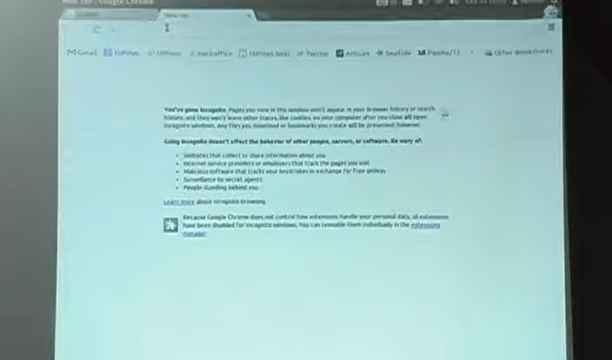 New Tab
Gmail
Twitter
Other Bookmarks
You've gone incognito. Pages you view in this window won't appear in your browser history or search
history, and they won't leave other traces, like cookies, on your computer after you close all open
incognito windows. Any files you download or bookmarks you create will be preserved, however.
Going incognito doesn't affect the behavior of other people, servers, or software. Be wary of:
• Websites that collect or share information about you
• Internet service providers or employers that track the pages you visit
• Malicious software that tracks your keystrokes in exchange for free smileys
• Surveillance by secret agents
• People standing behind you
Learn more about incognito browsing.
Because Google Chrome does not control how extensions handle your personal data, all extensions
have been disabled for incognito windows. You can reenable them individually in the extensions
manager.